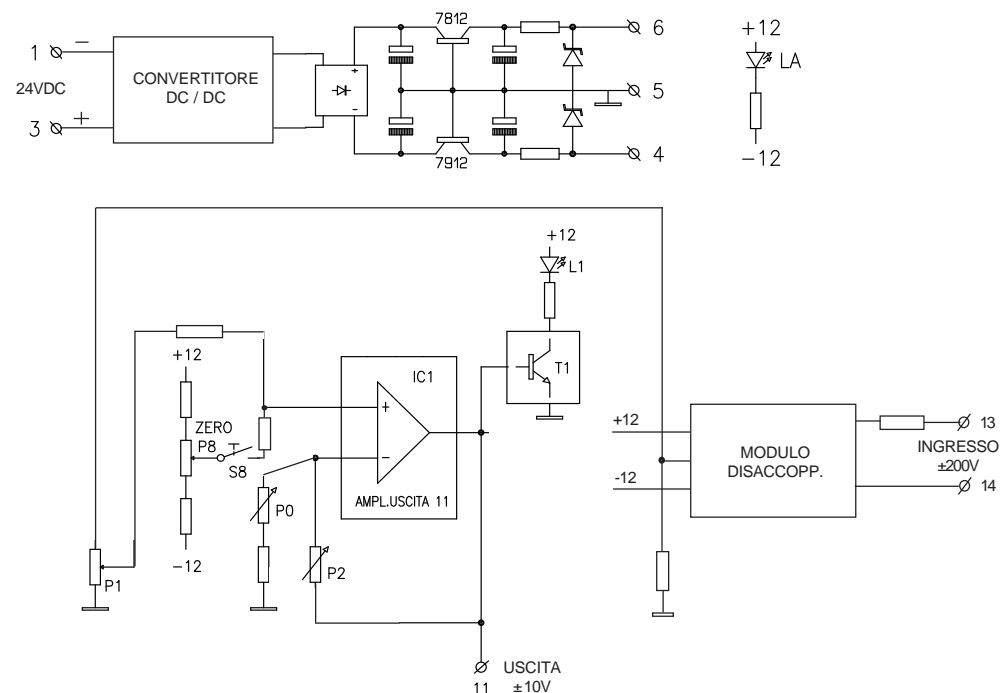 7812
6
+12
1 −
24VDC
CONVERTITORE
DC / DC
+
−
LA
5
3 +
7912
4
−12
+12
L1
+12
IC1
T1
ZERO
P8
S8
+
−
+12
13
MODULO
DISACCOPP.
INGRESSO
±200V
-12
14
P0
AMPL.USCITA 11
−12
P1
P2
USCITA
11
±10V